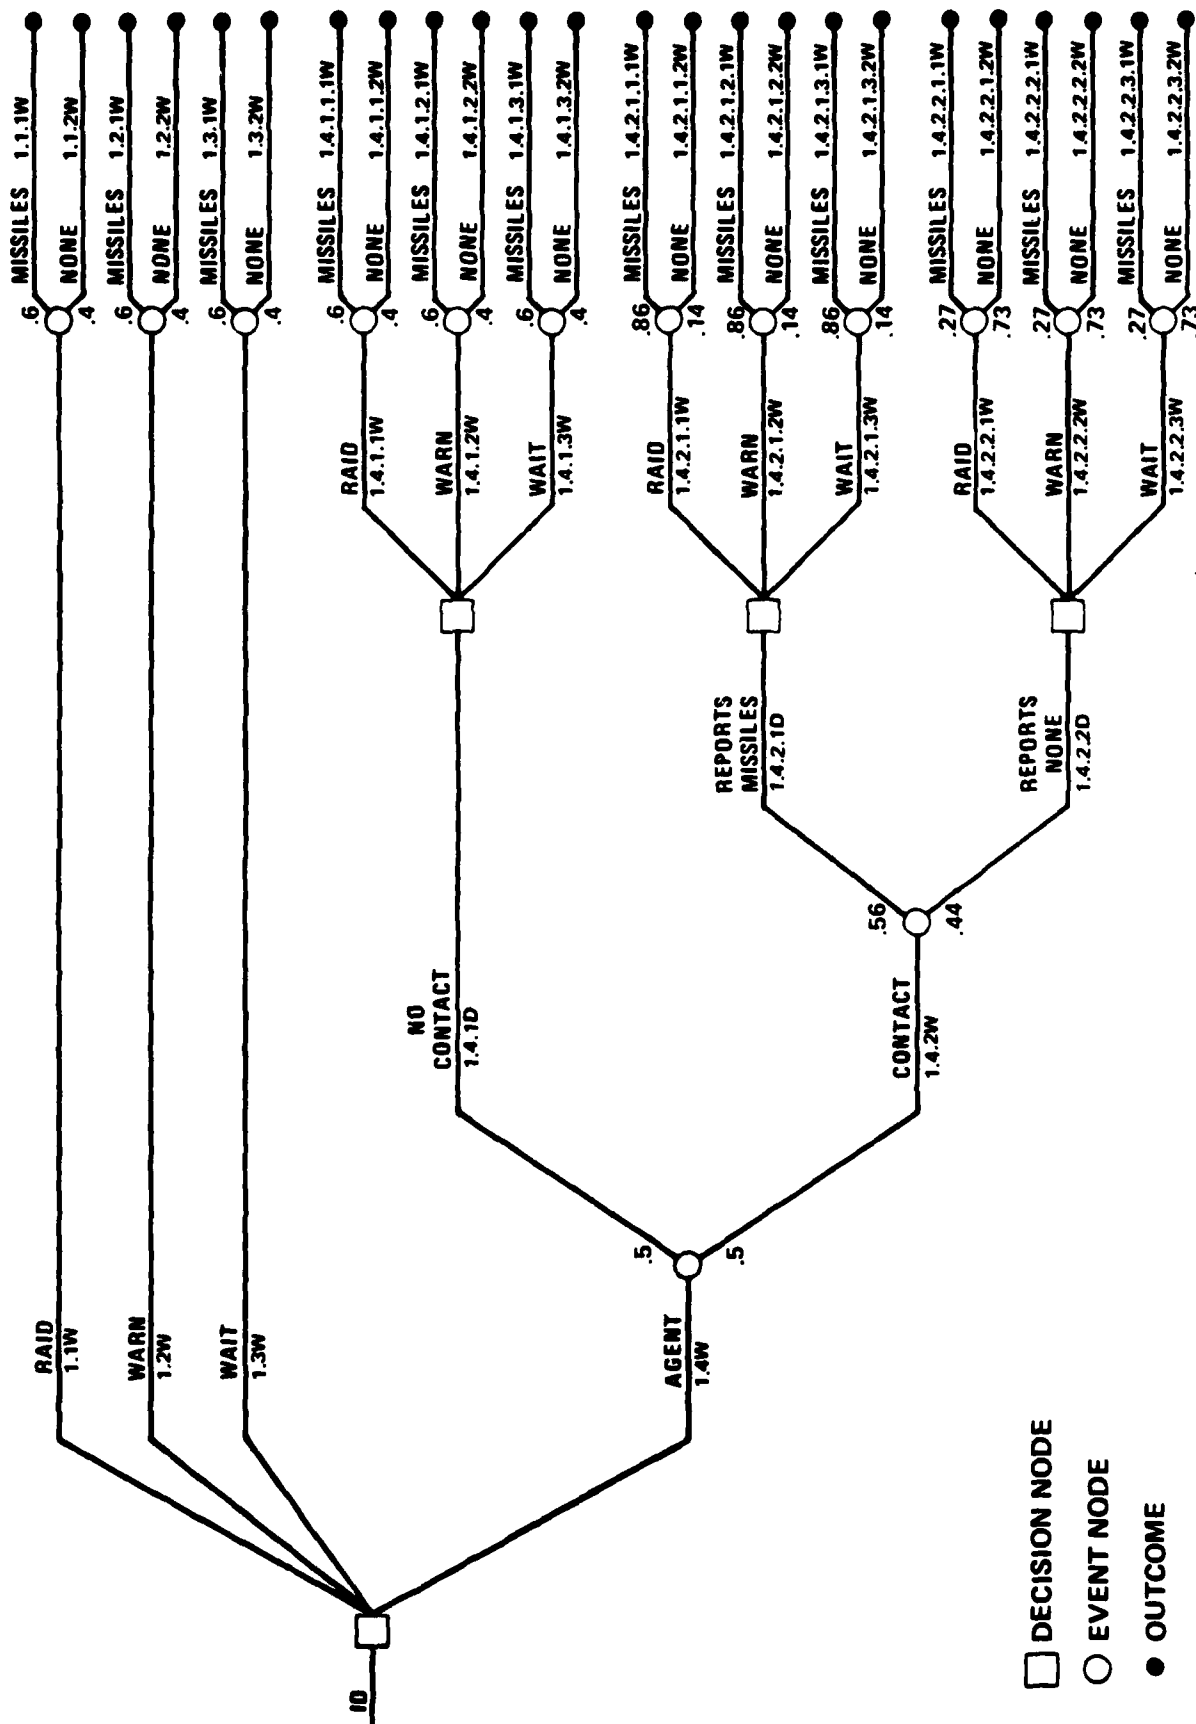 1D
RAID
1.1W
.6
MISSILES 1.1.1W
.4
NONE 1.1.2W
WARN
1.2W
.6
MISSILES 1.2.1W
.4
NONE 1.2.2W
WAIT
1.3W
.6
MISSILES 1.3.1W
.4
NONE 1.3.2W
AGENT
1.4W
.5
.5
NO
CONTACT
1.4.1D
RAID
1.4.1.1W
.6
MISSILES 1.4.1.1.1W
.4
NONE 1.4.1.1.2W
WARN
1.4.1.2W
.6
MISSILES 1.4.1.2.1W
.4
NONE 1.4.1.2.2W
WAIT
1.4.1.3W
.6
MISSILES 1.4.1.3.1W
.4
NONE 1.4.1.3.2W
CONTACT
1.4.2W
.56
.44
REPORTS
MISSILES
1.4.2.1D
RAID
1.4.2.1.1W
.86
MISSILES 1.4.2.1.1.1W
.14
NONE 1.4.2.1.1.2W
WARN
1.4.2.1.2W
.86
MISSILES 1.4.2.1.2.1W
.14
NONE 1.4.2.1.2.2W
WAIT
1.4.2.1.3W
.86
MISSILES 1.4.2.1.3.1W
.14
NONE 1.4.2.1.3.2W
REPORTS
NONE
1.4.2.2D
RAID
1.4.2.2.1W
.27
MISSILES 1.4.2.2.1.1W
.73
NONE 1.4.2.2.1.2W
WARN
1.4.2.2.2W
.27
MISSILES 1.4.2.2.2.1W
.73
NONE 1.4.2.2.2.2W
WAIT
1.4.2.2.3W
.27
MISSILES 1.4.2.2.3.1W
.73
NONE 1.4.2.2.3.2W
DECISION NODE
EVENT NODE
OUTCOME